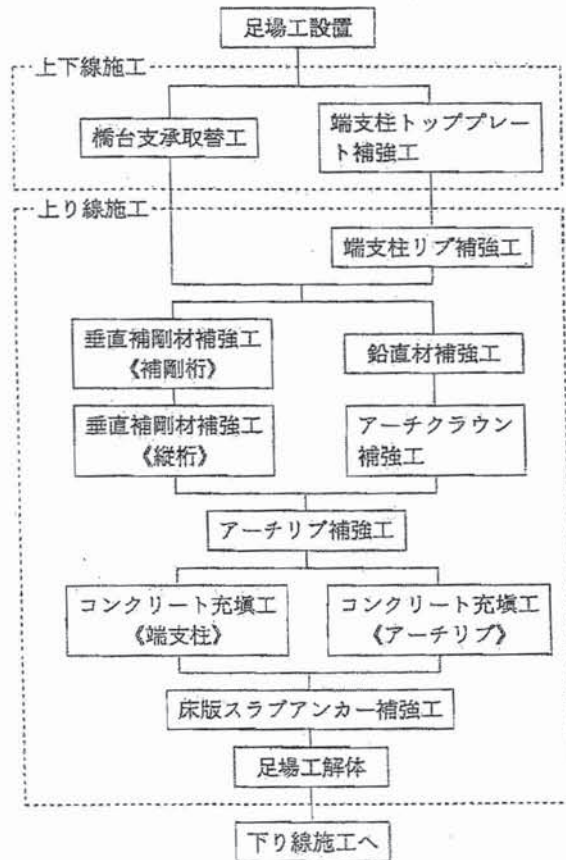 足場工設置
上下線施工
橋台支承取替工
端支柱トッププレー
ト補強工
上り線施工
端支柱リブ補強工
垂直補剛材補強工
《補剛桁》
鉛直材補強工
垂直補剛材補強工
《縦桁》
アーチクラウン
補強工
アーチリブ補強工
コンクリート充塡工
《端支柱》
コンクリート充塡工
《アーチリブ》
床版スラブアンカー補強工
足場工解体
下り線施工へ